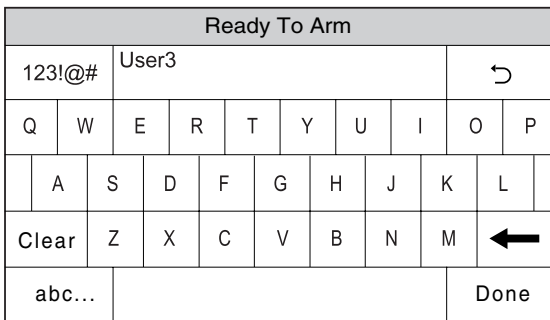 Ready To Arm
123!@# User3
Q W E R T Y U I O P
A S D F G H J K L
Clear Z X C V B N M
abc... Done